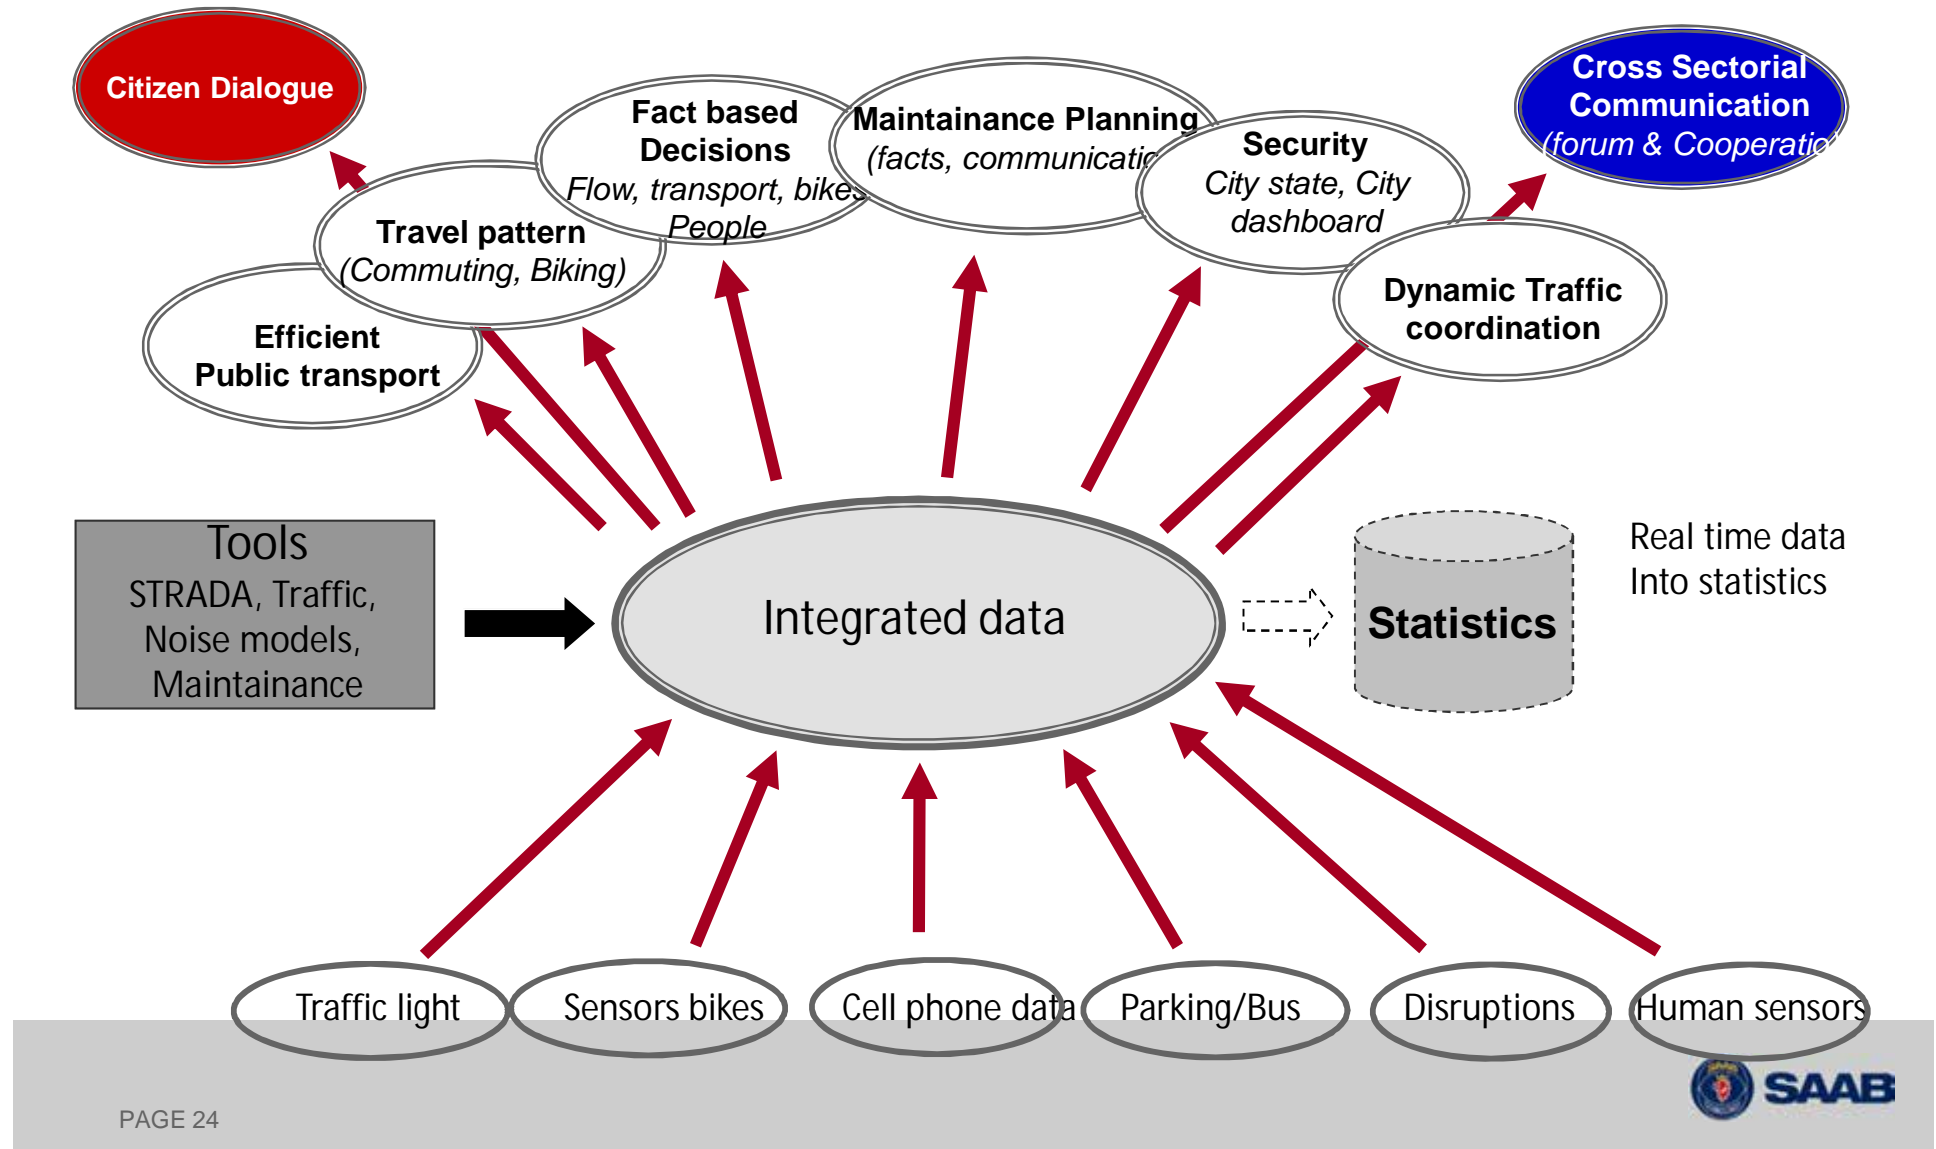 Citizen Dialogue
Fact based
Decisions
Flow, transport, bikes
People
Maintainance Planning
(facts, communicatio
Security
City state, City
dashboard
Cross Sectorial
Communication
(forum & Cooperatio
Travel pattern
(Commuting, Biking)
Efficient
Public transport
Dynamic Traffic
coordination
Tools
STRADA, Traffic,
Noise models,
Maintainance
Integrated data
Statistics
Real time data
Into statistics
Traffic light
Sensors bikes
Cell phone data
Parking/Bus
Disruptions
Human sensors
SAAB
PAGE 24